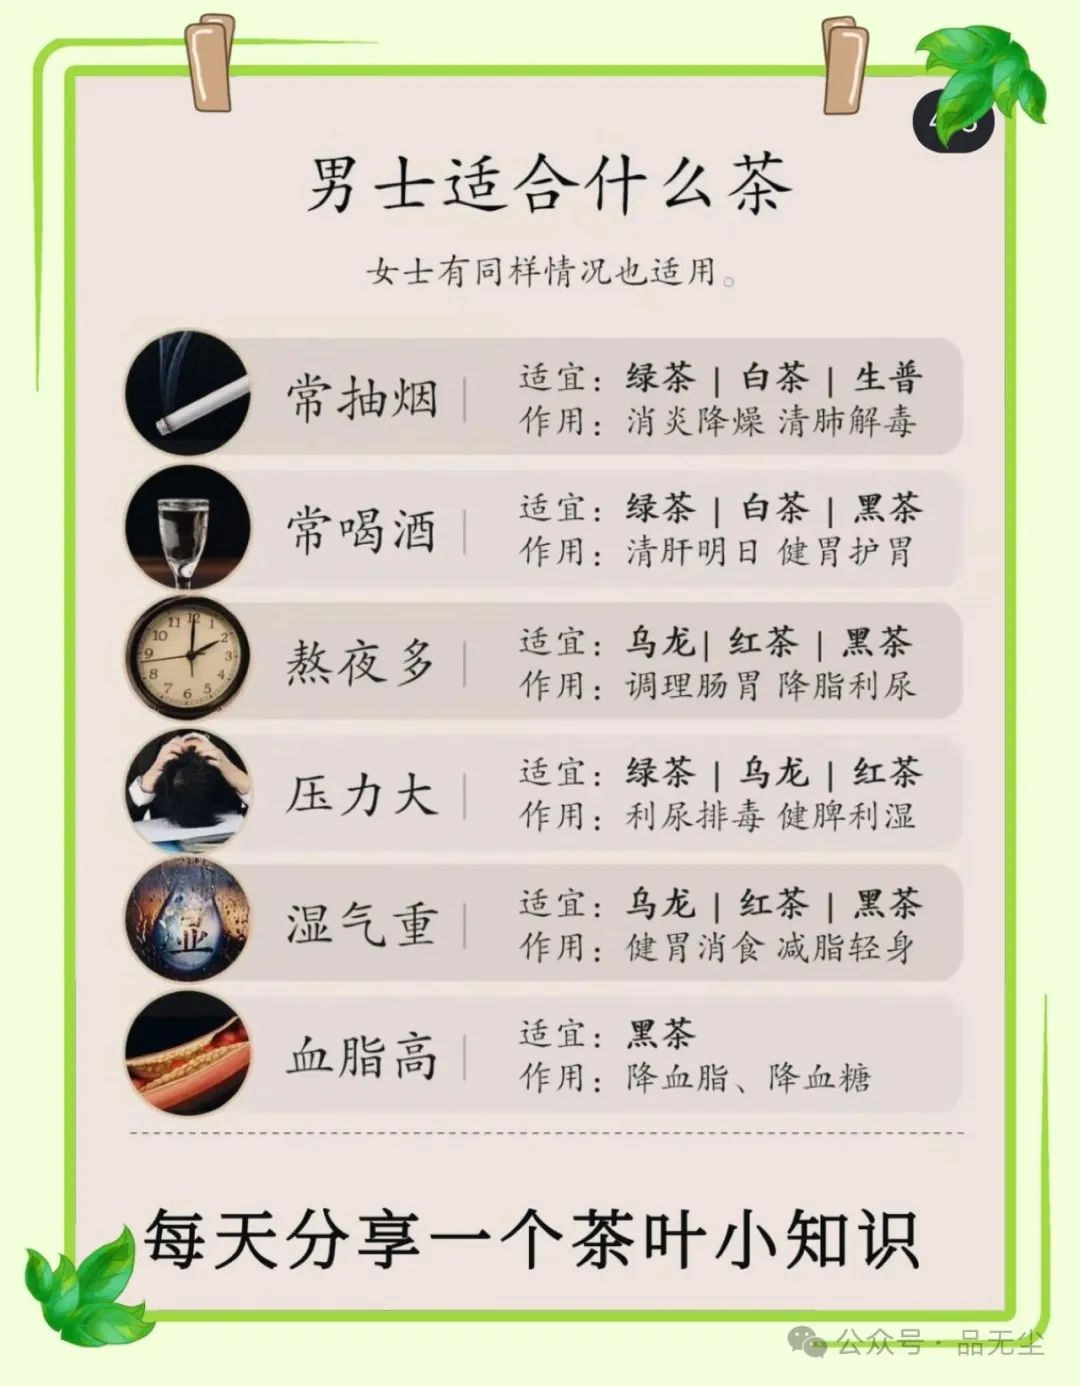 男士适合什么茶
女士有同样情况也适用。
常抽烟
适宜：绿茶 | 白茶 | 生普
作用：消炎降燥 清肺解毒
常喝酒
适宜：绿茶 | 白茶 | 黑茶
作用：清肝明日 健胃护胃
熬夜多
适宜：乌龙| 红茶 | 黑茶
作用：调理肠胃 降脂利尿
压力大
适宜：绿茶 | 乌龙 | 红茶
作用：利尿排毒 健脾利湿
湿气重
适宜：乌龙 | 红茶 | 黑茶
作用：健胃消食 减脂轻身
血脂高
适宜：黑茶
作用：降血脂、降血糖
每天分享一个茶叶小知识
公众号·品无尘